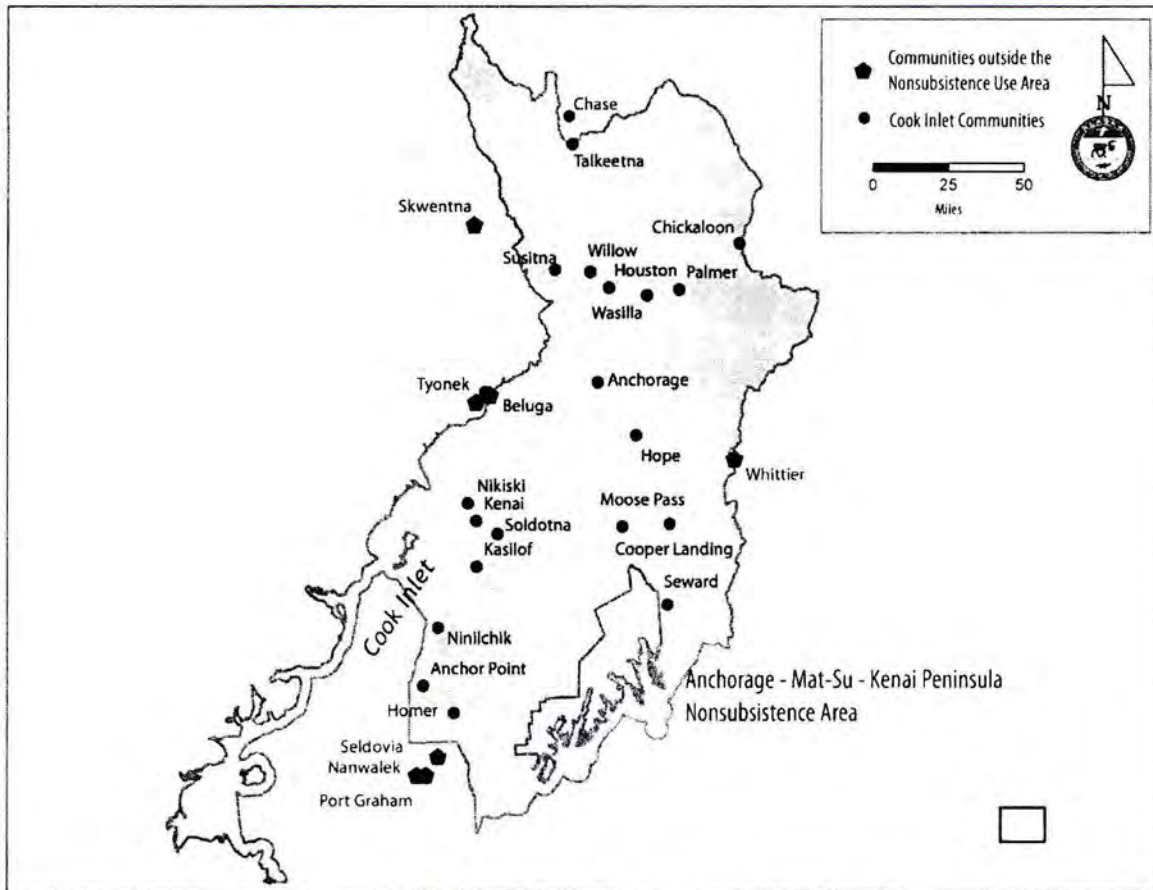 Communities outside the
Nonsubsistence Use Area
Cook Inlet Communities
N
0 25 50
Miles
Chase
Talkeetna
Skwentna
Chickaloon
Susitna
Willow
Houston
Palmer
Wasilla
Tyonek
Beluga
Anchorage
Hope
Whittier
Nikiski
Kenai
Soldotna
Kasilof
Moose Pass
Cooper Landing
Seward
Cook Inlet
Ninilchik
Anchor Point
Homer
Anchorage - Mat-Su - Kenai Peninsula
Nonsubsistence Area
Seldovia
Nanwalek
Port Graham